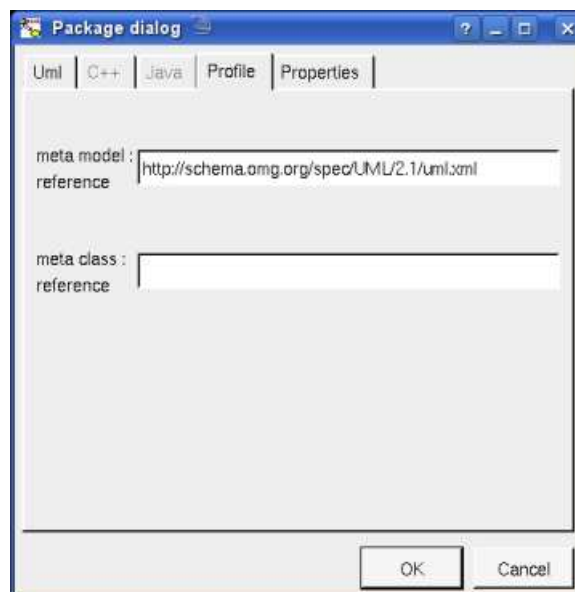 Package dialog
Uml C++ Java Profile Properties
meta model :
reference
http://schema.omg.org/spec/UML/2.1/uml.xml
meta class :
reference
OK Cancel